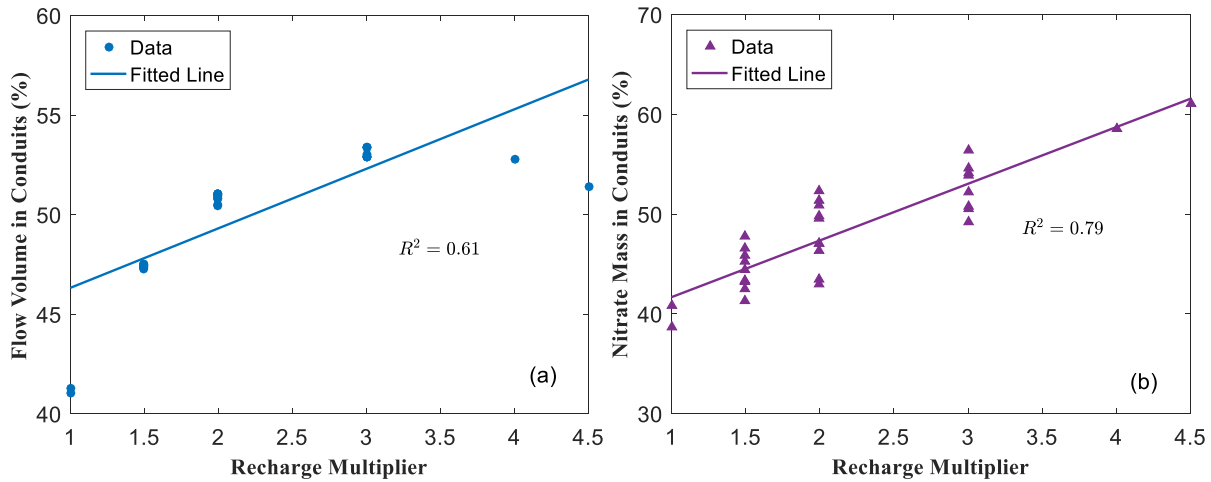 60
55
50
45
40
Flow Volume in Conduits (%)
Data
Fitted Line
R² = 0.61
(a)
1 1.5 2 2.5 3 3.5 4 4.5
Recharge Multiplier
70
60
50
40
30
Nitrate Mass in Conduits (%)
Data
Fitted Line
R² = 0.79
(b)
1 1.5 2 2.5 3 3.5 4 4.5
Recharge Multiplier